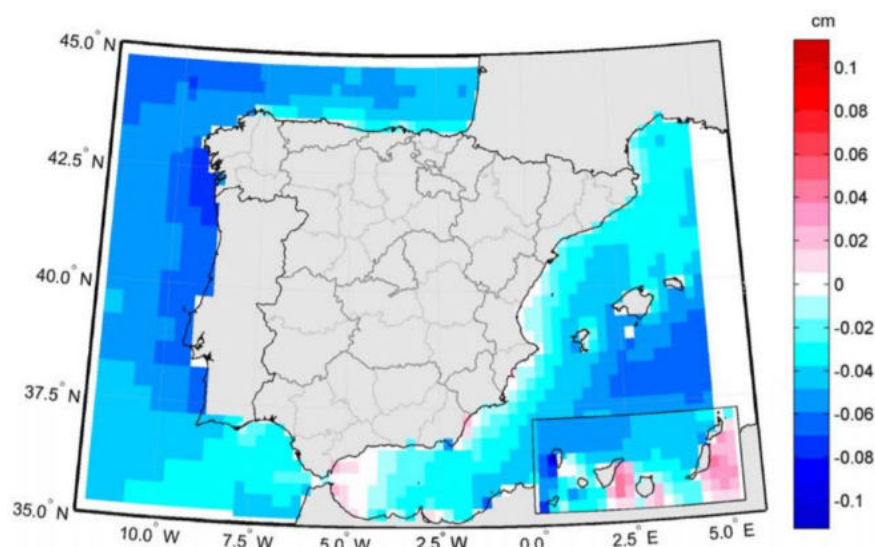 cm
45.0° N
42.5° N
40.0° N
37.5° N
35.0° N
10.0° W
7.5° W
5.0° W
2.5° W
0.0°
2.5° E
5.0° E
0.1
0.08
0.06
0.04
0.02
0
-0.02
-0.04
-0.06
-0.08
-0.1